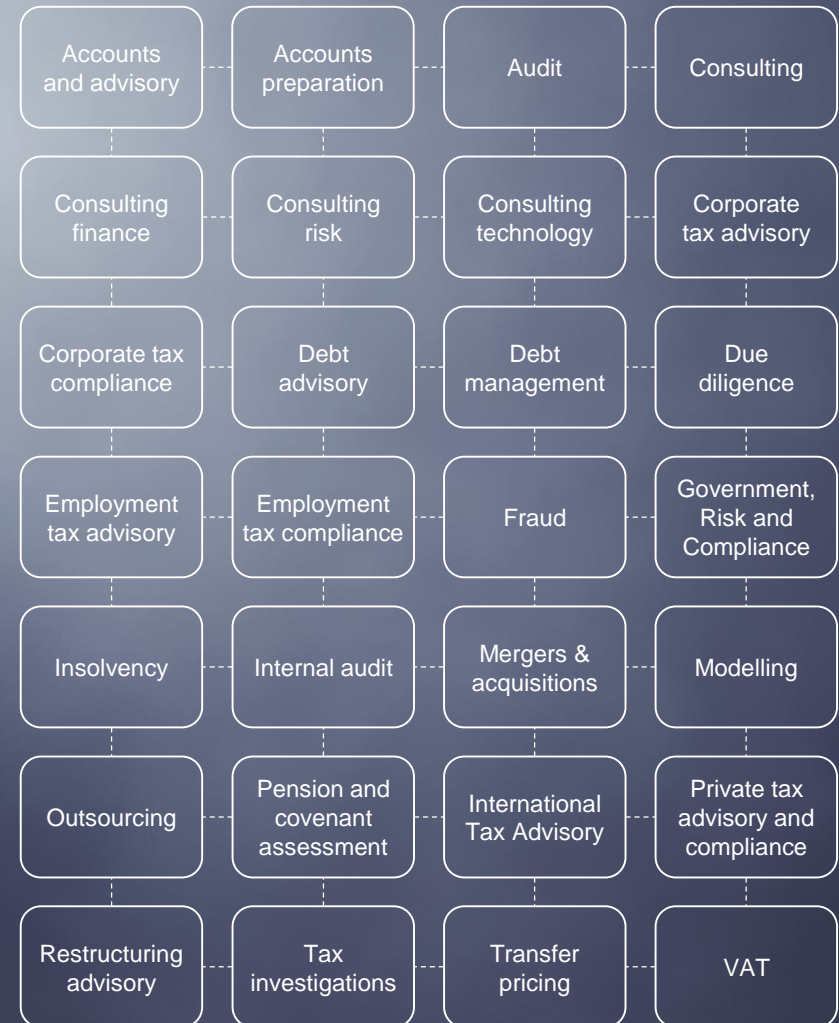 Accounts
and advisory
Accounts
preparation
Audit
Consulting
Consulting
finance
Consulting
risk
Consulting
technology
Corporate
tax advisory
Corporate tax
compliance
Debt
advisory
Debt
management
Due
diligence
Employment
tax advisory
Employment
tax compliance
Fraud
Government,
Risk and
Compliance
Insolvency
Internal audit
Mergers &
acquisitions
Modelling
Outsourcing
Pension and
covenant
assessment
International
Tax Advisory
Private tax
advisory and
compliance
Restructuring
advisory
Tax
investigations
Transfer
pricing
VAT